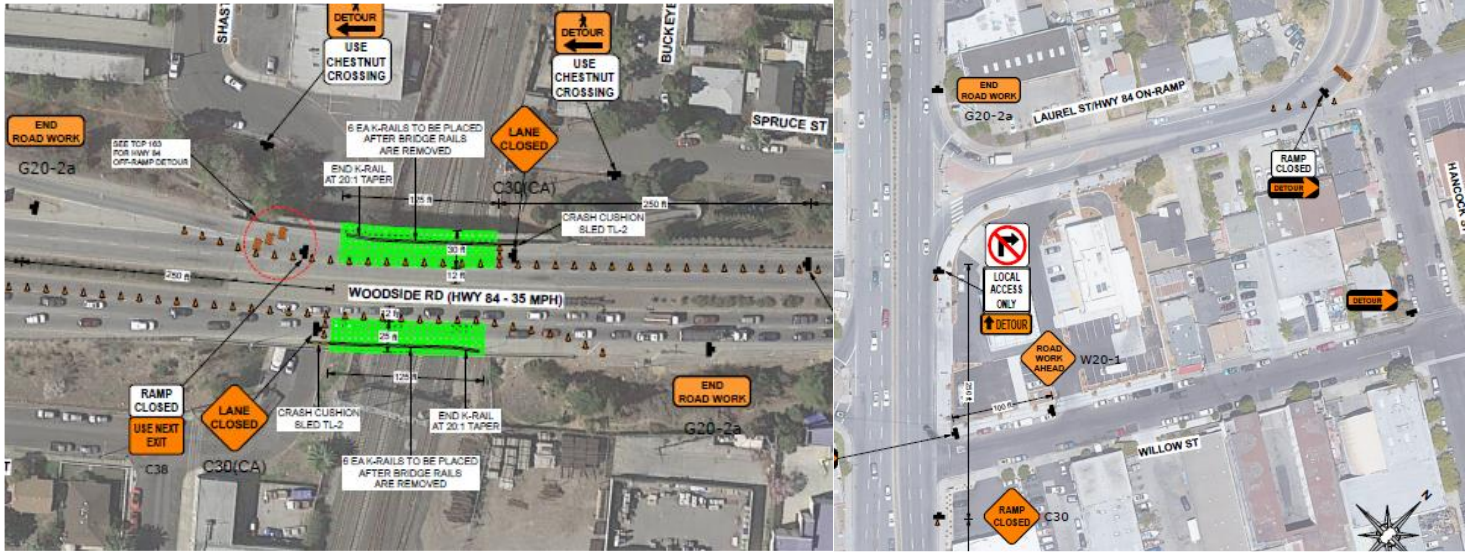 SHAST
DETOUR
USE
CHESTNUT
CROSSING
DETOUR
USE
CHESTNUT
CROSSING
BUCKEYE
SPRUCE ST
END
ROAD WORK
G20-2a
SEE TCP 103
FOR HWY 84
OFF-RAMP DETOUR
6 EA K-RAILS TO BE PLACED
AFTER BRIDGE RAILS
ARE REMOVED
END K-RAIL
AT 20:1 TAPER
LANE
CLOSED
C30(CA)
125 ft
250 ft
CRASH CUSHION
SLED TL-2
30 ft
12 ft
250 ft
WOODSIDE RD (HWY 84 - 35 MPH)
12 ft
25 ft
125 ft
RAMP
CLOSED
USE NEXT
EXIT
C38
LANE
CLOSED
C30(CA)
CRASH CUSHION
SLED TL-2
END K-RAIL
AT 20:1 TAPER
6 EA K-RAILS TO BE PLACED
AFTER BRIDGE RAILS
ARE REMOVED
END
ROAD WORK
G20-2a
T
END
ROAD WORK
G20-2a
LAUREL ST/HWY 84 ON-RAMP
RAMP
CLOSED
DETOUR
HANCOCK ST
LOCAL
ACCESS
ONLY
DETOUR
DETOUR
ROAD
WORK
AHEAD
W20-1
250 ft
100 ft
WILLOW ST
RAMP
CLOSED
C30
N